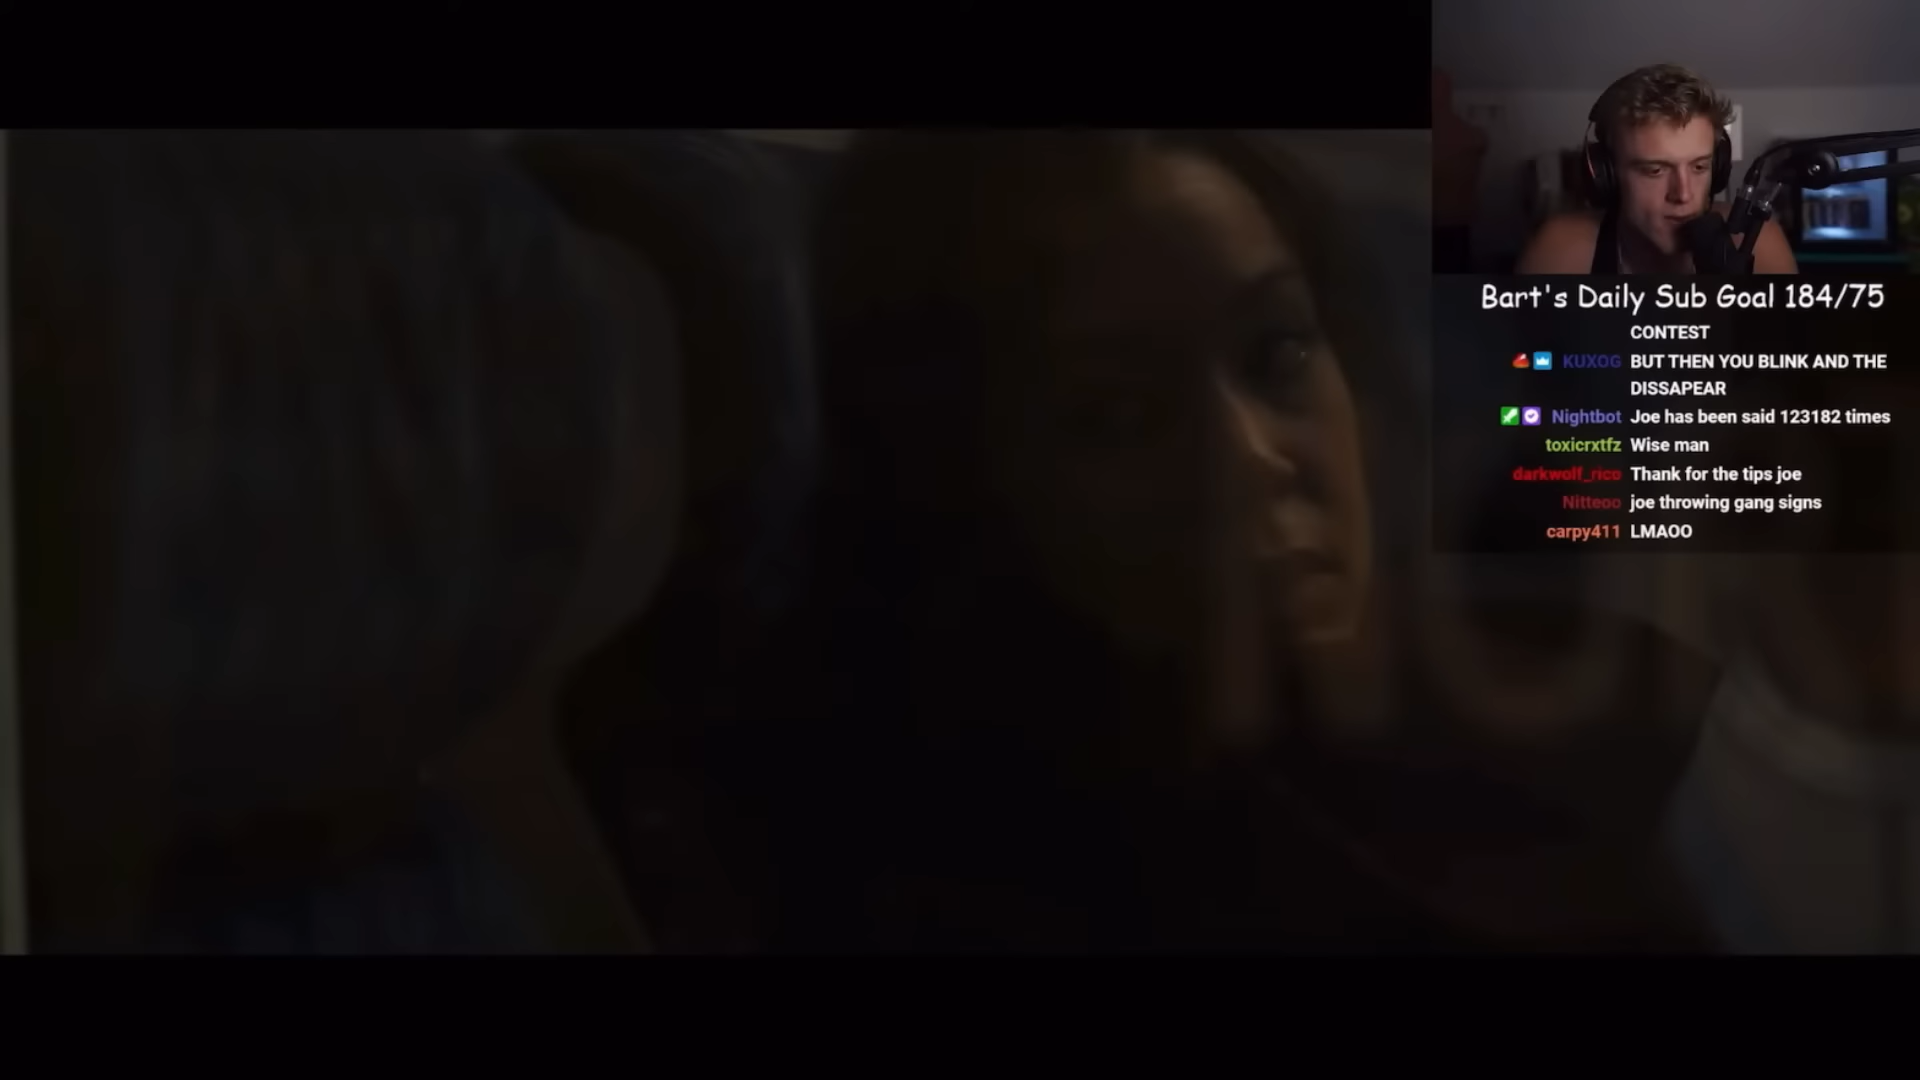 Bart's Daily Sub Goal 184/75
CONTEST
KUXOG BUT THEN YOU BLINK AND THE
DISSAPEAR
Nightbot Joe has been said 123182 times
toxicrxtfz Wise man
darkwolf_rico Thank for the tips joe
Nitteoo joe throwing gang signs
carpy411 LMAOO